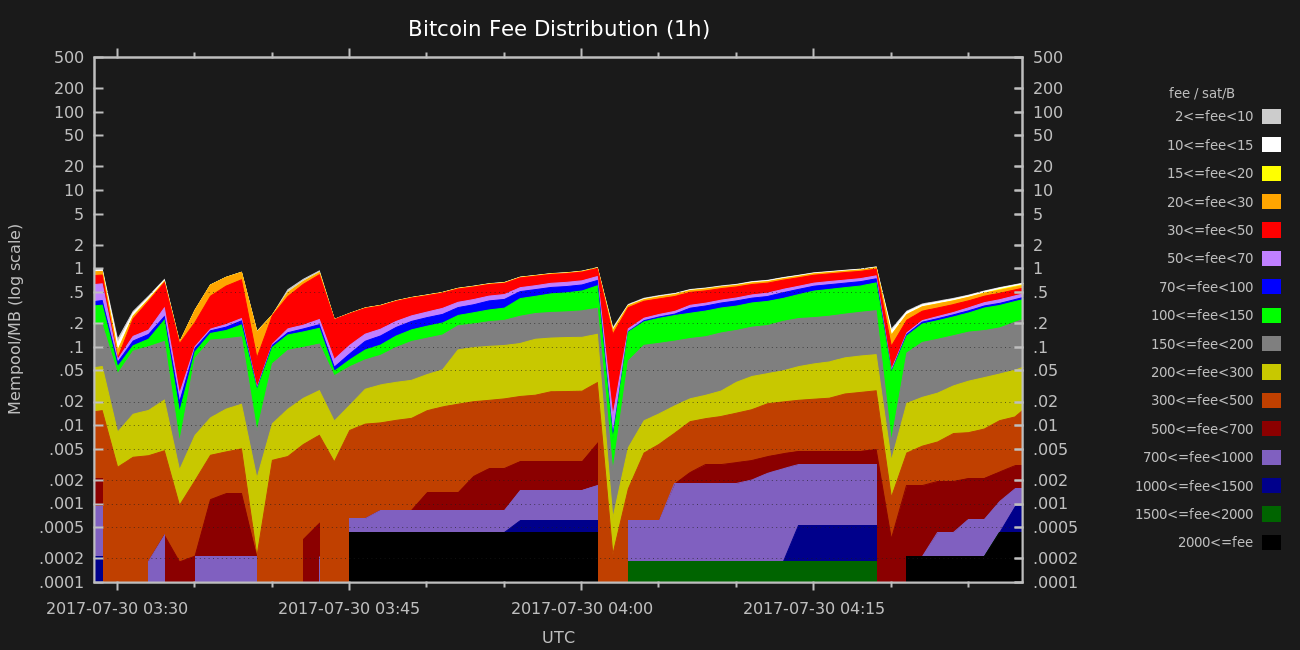 Bitcoin Fee Distribution (1h)
500
200
100
50
20
10
5
2
1
.5
.2
.1
.05
.02
.01
.005
.002
.001
.0005
.0002
.0001
Mempool/MB (log scale)
500
200
100
50
20
10
5
2
1
.5
.2
.1
.05
.02
.01
.005
.002
.001
.0005
.0002
.0001
2017-07-30 03:30
2017-07-30 03:45
2017-07-30 04:00
2017-07-30 04:15
UTC
fee / sat/B
2<=fee<10
10<=fee<15
15<=fee<20
20<=fee<30
30<=fee<50
50<=fee<70
70<=fee<100
100<=fee<150
150<=fee<200
200<=fee<300
300<=fee<500
500<=fee<700
700<=fee<1000
1000<=fee<1500
1500<=fee<2000
2000<=fee